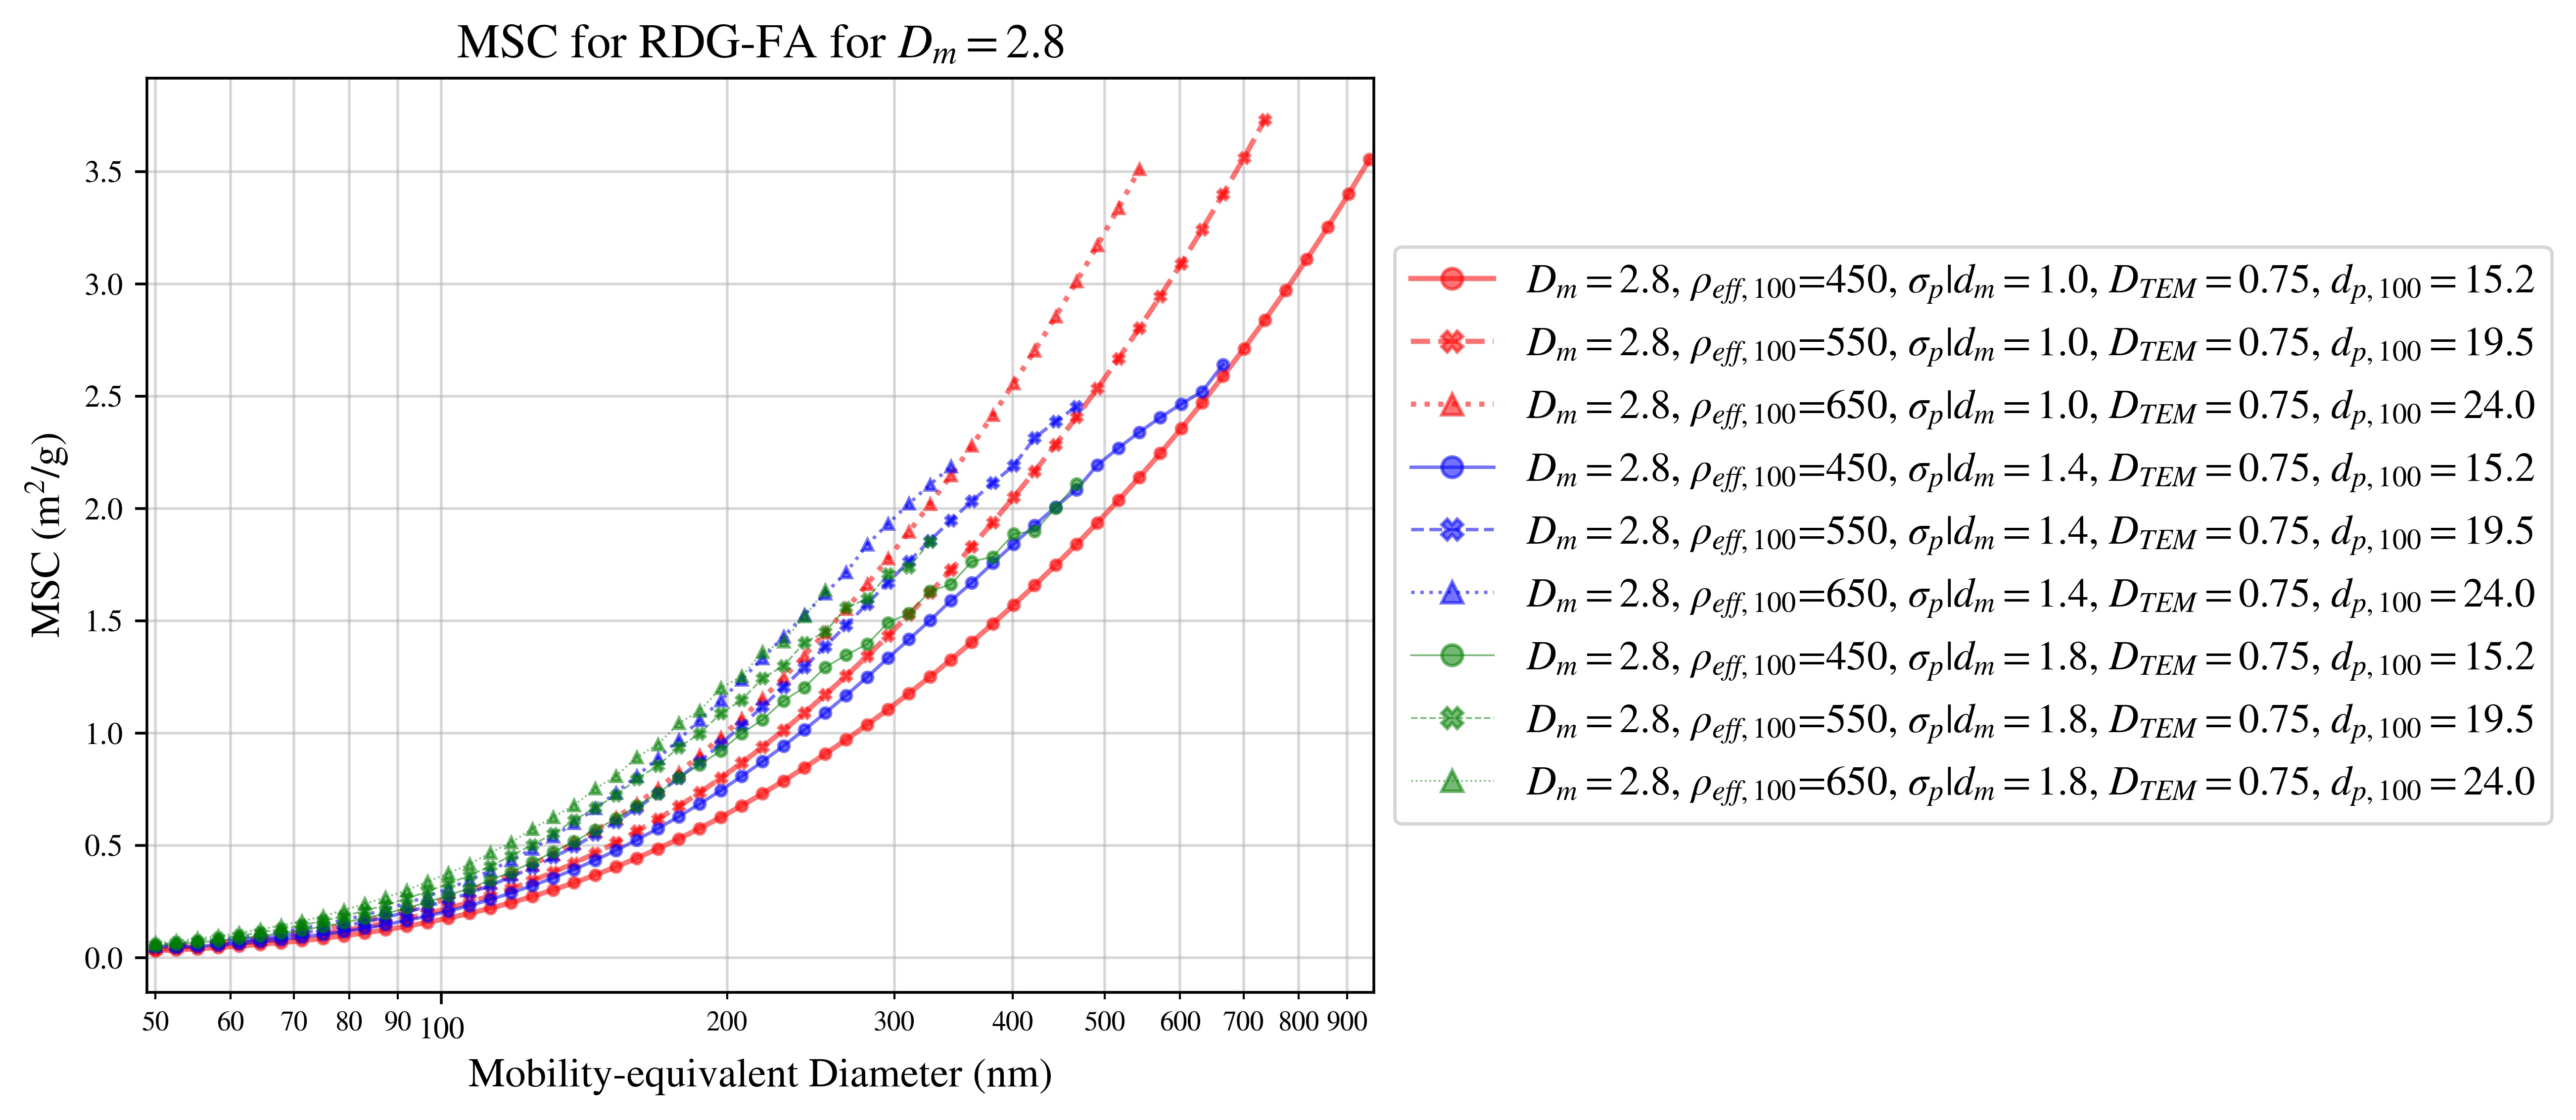 MSC for RDG-FA for Dₘ = 2.8
MSC (m²/g)
3.5
3.0
2.5
2.0
1.5
1.0
0.5
0.0
50 60 70 80 90 100 200 300 400 500 600 700 800 900
Mobility-equivalent Diameter (nm)
D_m = 2.8, ρ_eff,100=450, σ_p|d_m = 1.0, D_TEM = 0.75, d_p,100 = 15.2
D_m = 2.8, ρ_eff,100=550, σ_p|d_m = 1.0, D_TEM = 0.75, d_p,100 = 19.5
D_m = 2.8, ρ_eff,100=650, σ_p|d_m = 1.0, D_TEM = 0.75, d_p,100 = 24.0
D_m = 2.8, ρ_eff,100=450, σ_p|d_m = 1.4, D_TEM = 0.75, d_p,100 = 15.2
D_m = 2.8, ρ_eff,100=550, σ_p|d_m = 1.4, D_TEM = 0.75, d_p,100 = 19.5
D_m = 2.8, ρ_eff,100=650, σ_p|d_m = 1.4, D_TEM = 0.75, d_p,100 = 24.0
D_m = 2.8, ρ_eff,100=450, σ_p|d_m = 1.8, D_TEM = 0.75, d_p,100 = 15.2
D_m = 2.8, ρ_eff,100=550, σ_p|d_m = 1.8, D_TEM = 0.75, d_p,100 = 19.5
D_m = 2.8, ρ_eff,100=650, σ_p|d_m = 1.8, D_TEM = 0.75, d_p,100 = 24.0